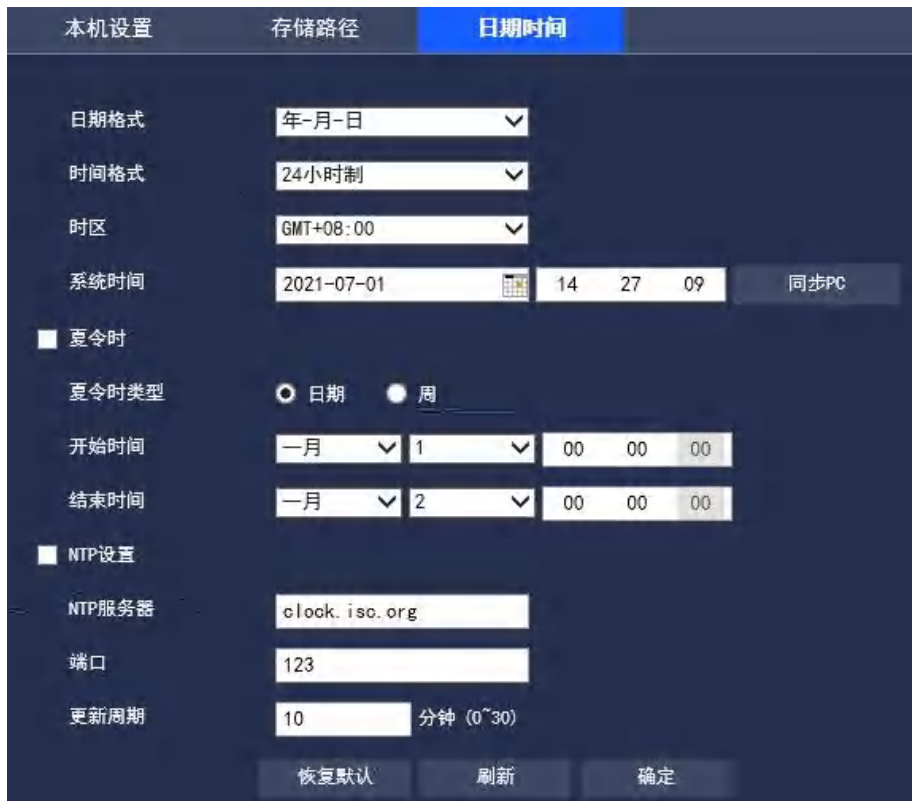 本机设置 存储路径 日期时间
日期格式 年-月-日
时间格式 24小时制
时区 GMT+08:00
系统时间 2021-07-01 14 27 09 同步PC
夏令时
夏令时类型 日期 周
开始时间 一月 1 00 00 00
结束时间 一月 2 00 00 00
NTP设置
NTP服务器 clock.isc.org
端口 123
更新周期 10 分钟 (0~30)
恢复默认 刷新 确定